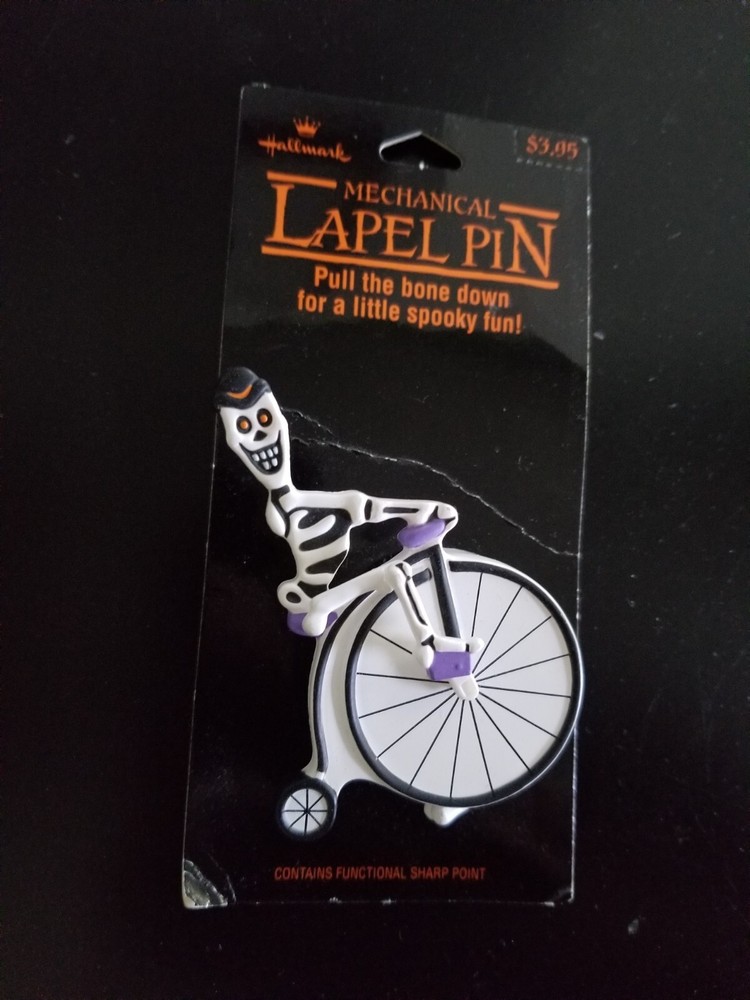 Hallmark
$3.95
MECHANICAL
LAPEL PIN
Pull the bone down
for a little spooky fun!
CONTAINS FUNCTIONAL SHARP POINT